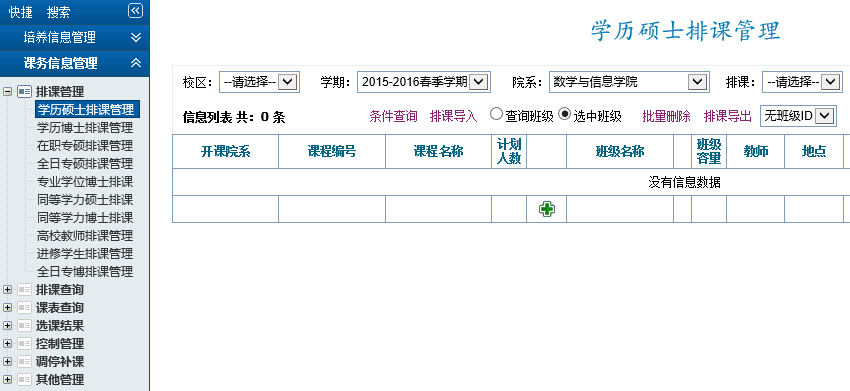 快捷 搜索
培养信息管理
课务信息管理
排课管理
学历硕士排课管理
学历博士排课管理
在职专硕排课管理
全日专硕排课管理
专业学位博士排课
同等学力硕士排课
同等学力博士排课
高校教师排课管理
进修学生排课管理
全日专博排课管理
排课查询
课表查询
选课结果
控制管理
调停补课
其他管理
学历硕士排课管理
校区： --请选择-- 学期： 2015-2016春季学期 院系： 数学与信息学院 排课： --请选择--
信息列表 共：0 条 条件查询 排课导入 查询班级 选中班级 批量删除 排课导出 无班级ID
开课院系 课程编号 课程名称 计划人数 班级名称 班级容量 教师 地点
没有信息数据